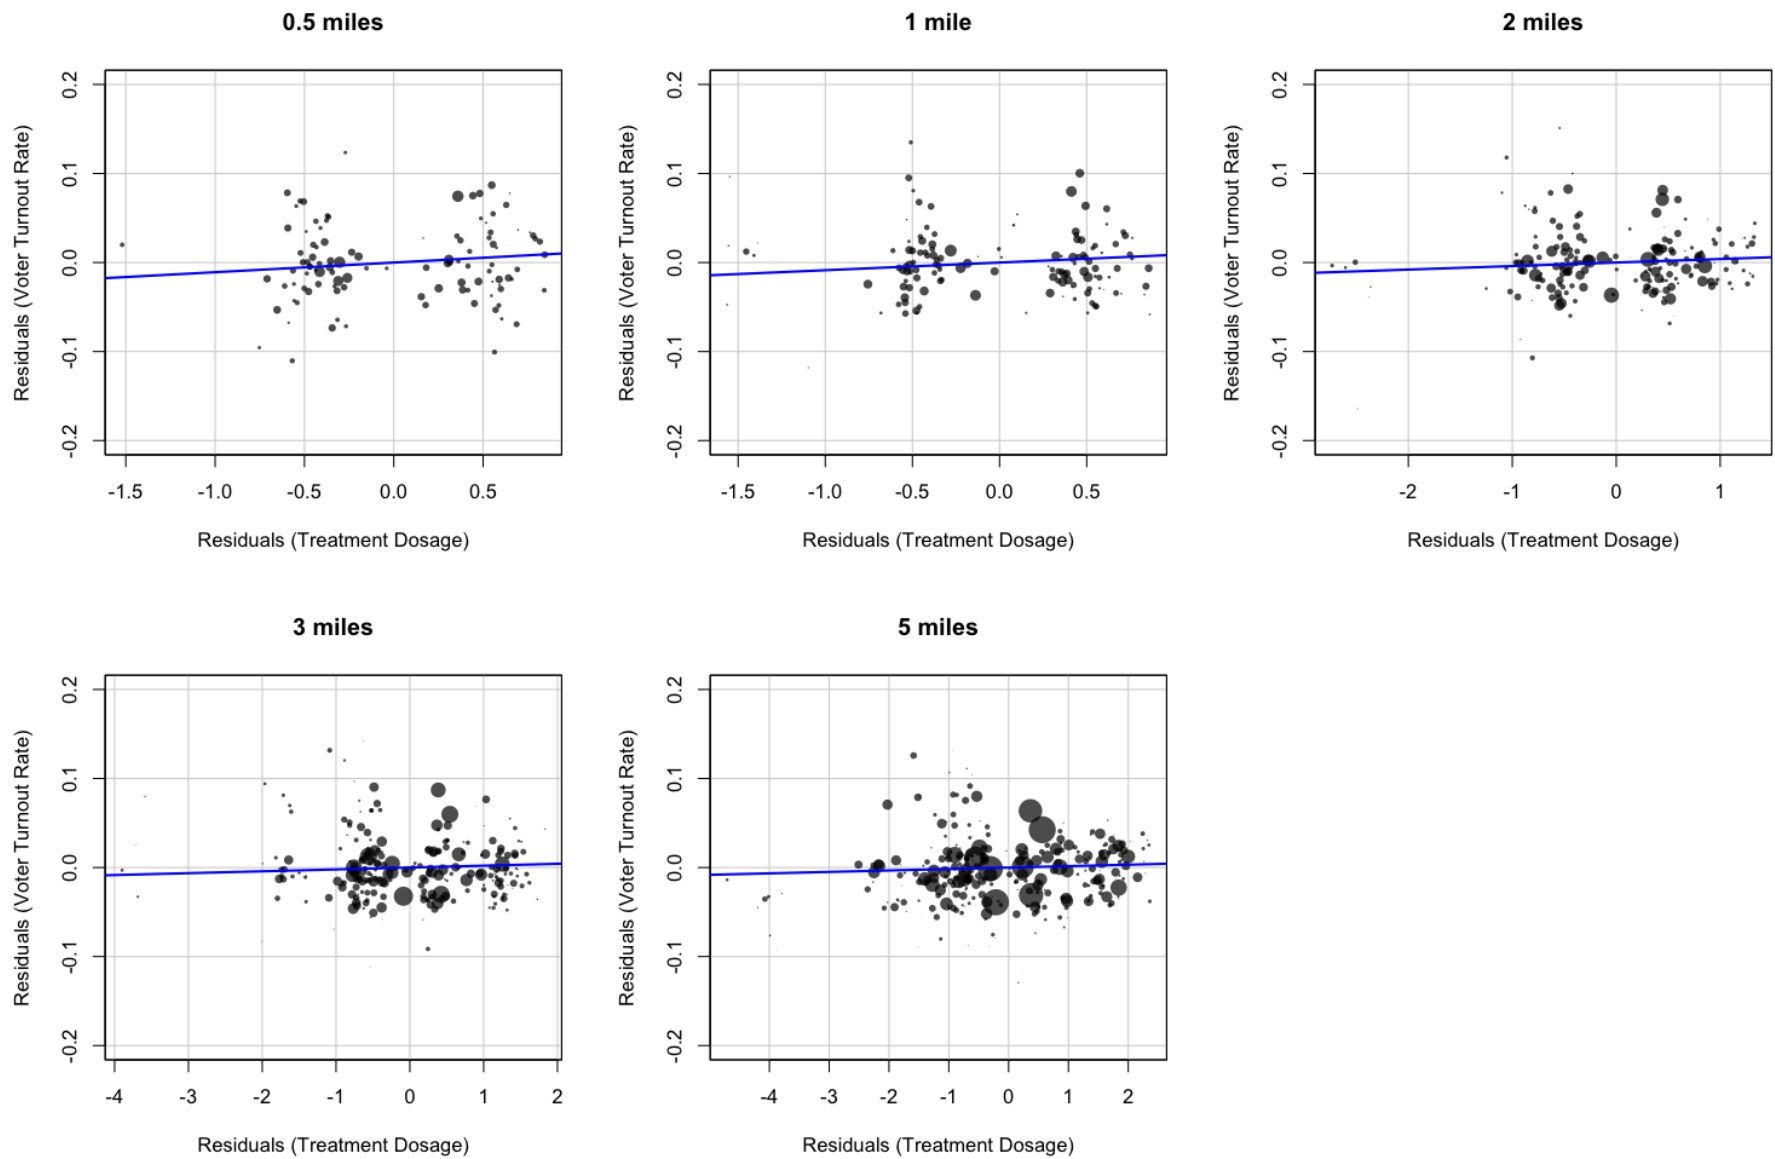 0.5 miles
0.2
0.1
0.0
-0.1
-0.2
Residuals (Voter Turnout Rate)
-1.5 -1.0 -0.5 0.0 0.5
Residuals (Treatment Dosage)
1 mile
0.2
0.1
0.0
-0.1
-0.2
Residuals (Voter Turnout Rate)
-1.5 -1.0 -0.5 0.0 0.5
Residuals (Treatment Dosage)
2 miles
0.2
0.1
0.0
-0.1
-0.2
Residuals (Voter Turnout Rate)
-2 -1 0 1
Residuals (Treatment Dosage)
3 miles
0.2
0.1
0.0
-0.1
-0.2
Residuals (Voter Turnout Rate)
-4 -3 -2 -1 0 1 2
Residuals (Treatment Dosage)
5 miles
0.2
0.1
0.0
-0.1
-0.2
Residuals (Voter Turnout Rate)
-4 -3 -2 -1 0 1 2
Residuals (Treatment Dosage)